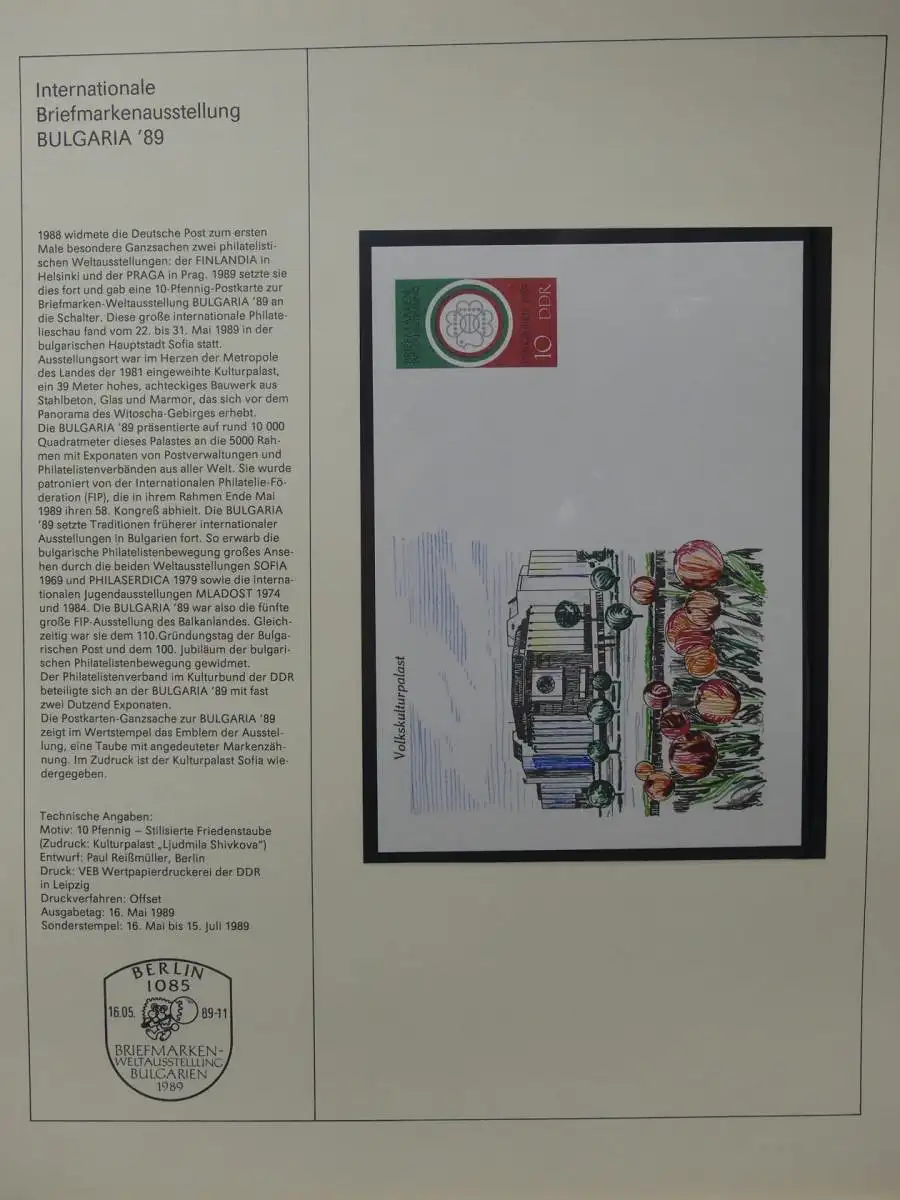 Internationale
Briefmarkenausstellung
BULGARIA '89
1988 widmete die Deutsche Post zum ersten
Male besondere Ganzsachen zwei philatelisti-
schen Weltausstellungen: der FINLANDIA in
Helsinki und der PRAGA in Prag. 1989 setzte sie
dies fort und gab eine 10-Pfennig-Postkarte zur
Briefmarken-Weltausstellung BULGARIA '89 an
die Schalter. Diese große internationale Philate-
lieschau fand vom 22. bis 31. Mai 1989 in der
bulgarischen Hauptstadt Sofia statt.
Ausstellungsort war im Herzen der Metropole
des Landes der 1981 eingeweihte Kulturpalast,
ein 39 Meter hohes, achteckiges Bauwerk aus
Stahlbeton, Glas und Marmor, das sich vor dem
Panorama des Witoscha-Gebirges erhebt.
Die BULGARIA '89 präsentierte auf rund 10 000
Quadratmeter dieses Palastes an die 5000 Rah-
men mit Exponaten von Postverwaltungen und
Philatelistenverbänden aus aller Welt. Sie wurde
patroniert von der Internationalen Philatelie-Fö-
deration (FIP), die in ihrem Rahmen Ende Mai
1989 ihren 58. Kongreß abhielt. Die BULGARIA
'89 setzte Traditionen früherer internationaler
Ausstellungen in Bulgarien fort. So erwarb die
bulgarische Philatelistenbewegung großes Anse-
hen durch die beiden Weltausstellungen SOFIA
1969 und PHILASERDICA 1979 sowie die Interna-
tionalen Jugendausstellungen MLADOST 1974
und 1984. Die BULGARIA '89 war also die fünfte
große FIP-Ausstellung des Balkanlandes. Gleich-
zeitig war sie dem 110.Gründungstag der Bulga-
rischen Post und dem 100. Jubiläum der bulgari-
schen Philatelistenbewegung gewidmet.
Der Philatelistenverband im Kulturbund der DDR
beteiligte sich an der BULGARIA '89 mit fast
zwei Dutzend Exponaten.
Die Postkarten-Ganzsache zur BULGARIA '89
zeigt im Wertstempel das Emblem der Ausstel-
lung, eine Taube mit angedeuteter Markenzäh-
nung. Im Zudruck ist der Kulturpalast Sofia wie-
dergegeben.
Technische Angaben:
Motiv: 10 Pfennig – Stilisierte Friedenstaube
(Zudruck: Kulturpalast „Ljudmila Shivkova")
Entwurf: Paul Reißmüller, Berlin
Druck: VEB Wertpapierdruckerei der DDR
in Leipzig
Druckverfahren: Offset
Ausgabetag: 16. Mai 1989
Sonderstempel: 16. Mai bis 15. Juli 1989
BERLIN
1085
16.05. 89-11
BRIEFMARKEN-
WELTAUSSTELLUNG
BULGARIEN
1989
10 DDR
Volkskulturpalast